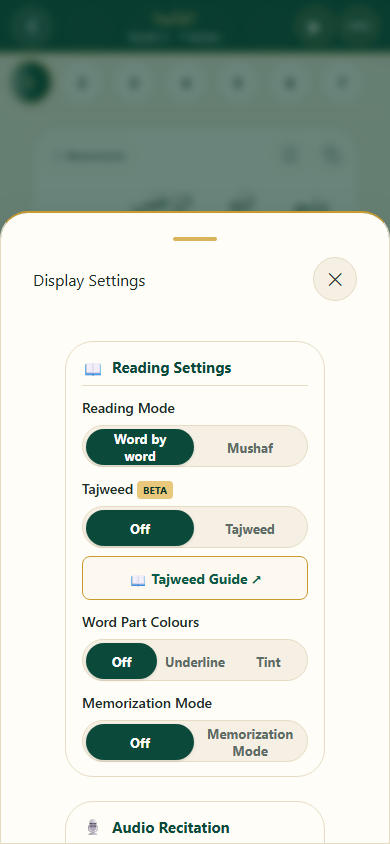 Display Settings
Reading Settings
Reading Mode
Word by
word
Mushaf
Tajweed BETA
Off
Tajweed
Tajweed Guide ↗
Word Part Colours
Off
Underline
Tint
Memorization Mode
Off
Memorization
Mode
Audio Recitation